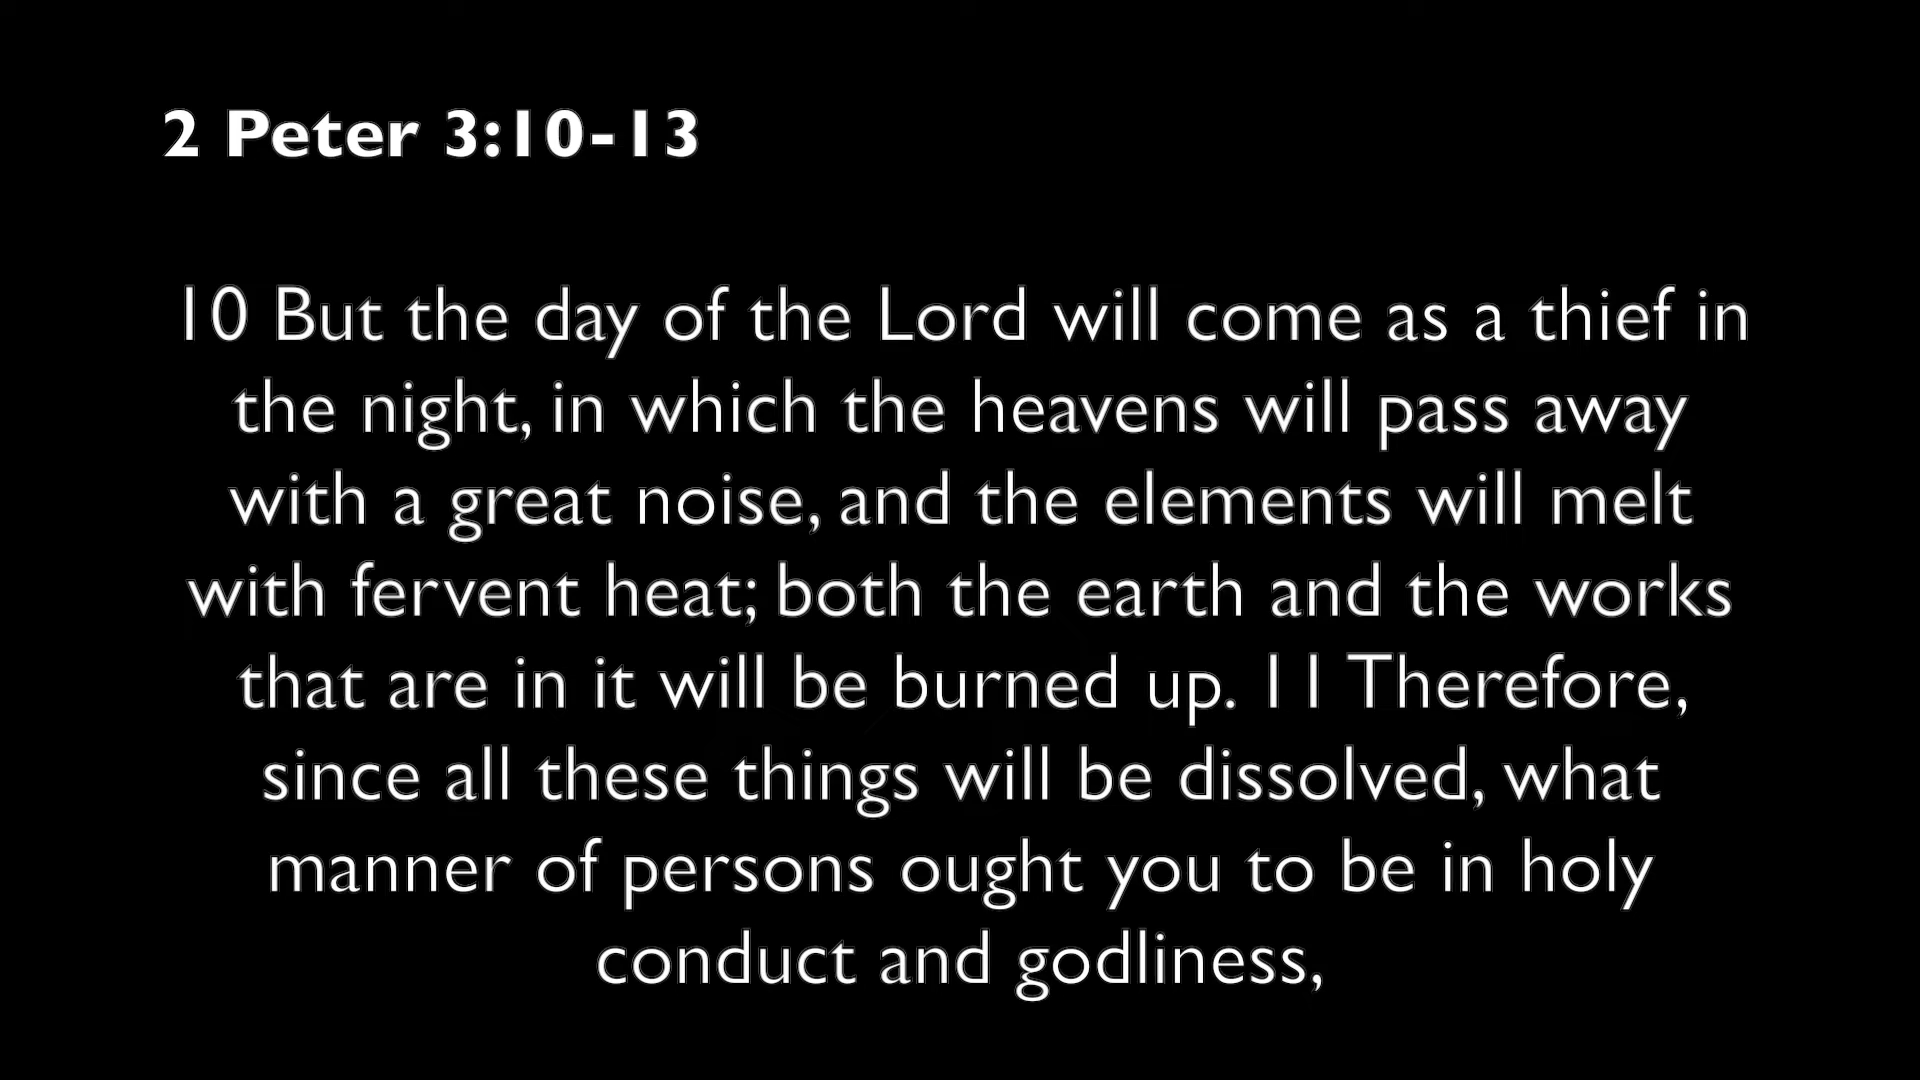 2 Peter 3:10-13
10 But the day of the Lord will come as a thief in
the night, in which the heavens will pass away
with a great noise, and the elements will melt
with fervent heat; both the earth and the works
that are in it will be burned up. 11 Therefore,
since all these things will be dissolved, what
manner of persons ought you to be in holy
conduct and godliness,